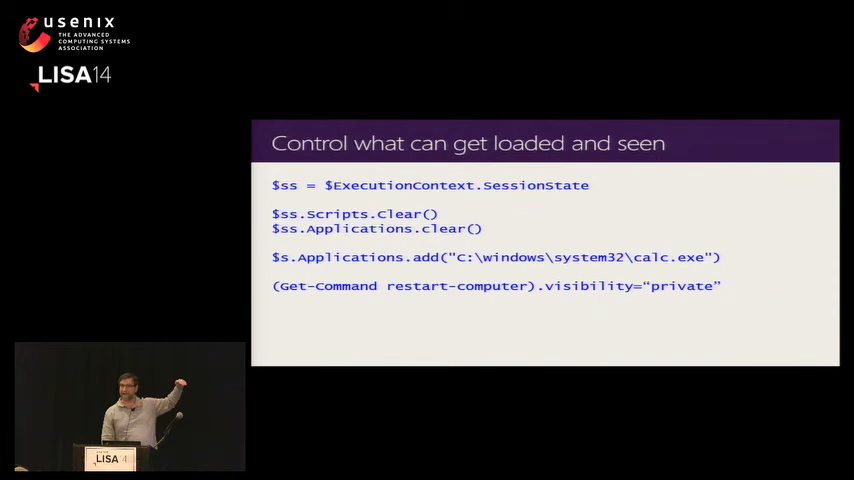 usenix
THE ADVANCED
COMPUTING SYSTEMS
ASSOCIATION
LISA14
Control what can get loaded and seen
$ss = $ExecutionContext.SessionState
$ss.Scripts.Clear()
$ss.Applications.clear()
$s.Applications.add("C:\windows\system32\calc.exe")
(Get-Command restart-computer).visibility=“private”
LISA14